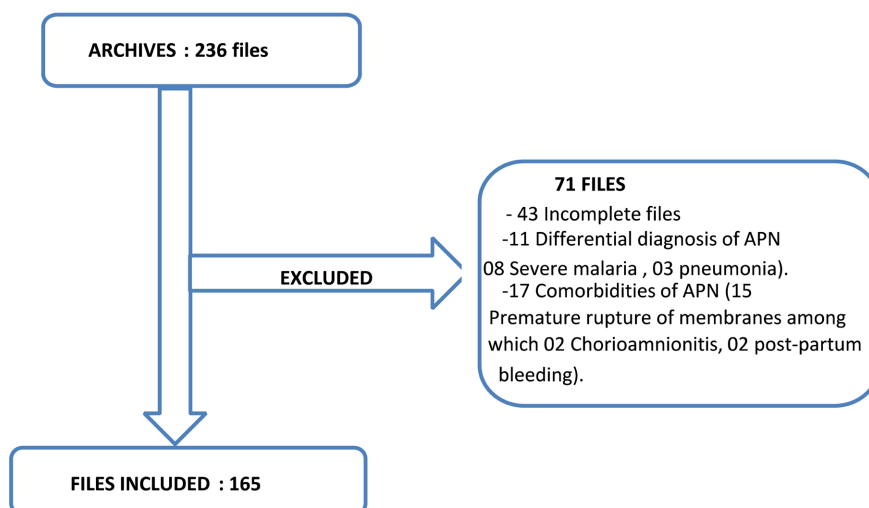 ARCHIVES : 236 files
71 FILES
- 43 Incomplete files
-11 Differential diagnosis of APN
08 Severe malaria , 03 pneumonia).
-17 Comorbidities of APN (15
Premature rupture of membranes among
which 02 Chorioamnionitis, 02 post-partum
bleeding).
EXCLUDED
FILES INCLUDED : 165